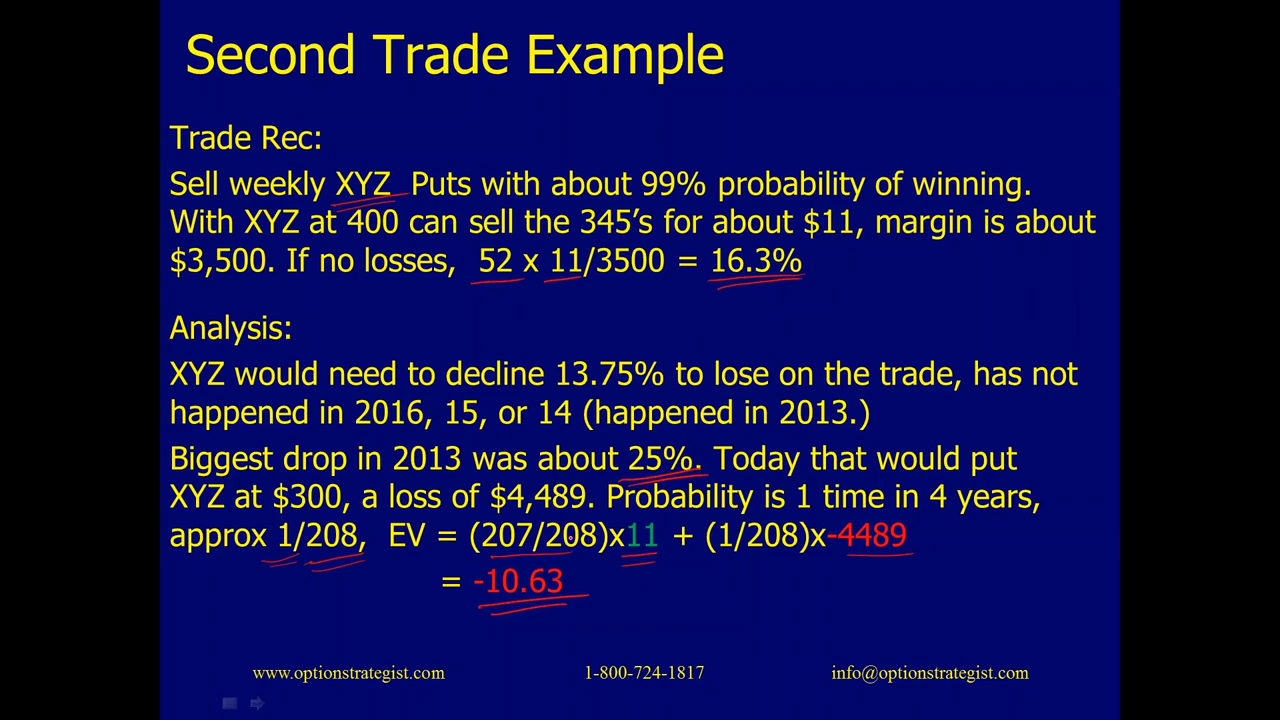 Second Trade Example
Trade Rec:
Sell weekly XYZ Puts with about 99% probability of winning.
With XYZ at 400 can sell the 345's for about $11, margin is about
$3,500. If no losses, 52 x 11/3500 = 16.3%
Analysis:
XYZ would need to decline 13.75% to lose on the trade, has not
happened in 2016, 15, or 14 (happened in 2013.)
Biggest drop in 2013 was about 25%. Today that would put
XYZ at $300, a loss of $4,489. Probability is 1 time in 4 years,
approx 1/208, EV = (207/208)x11 + (1/208)x-4489
= -10.63
www.optionstrategist.com 1-800-724-1817 info@optionstrategist.com